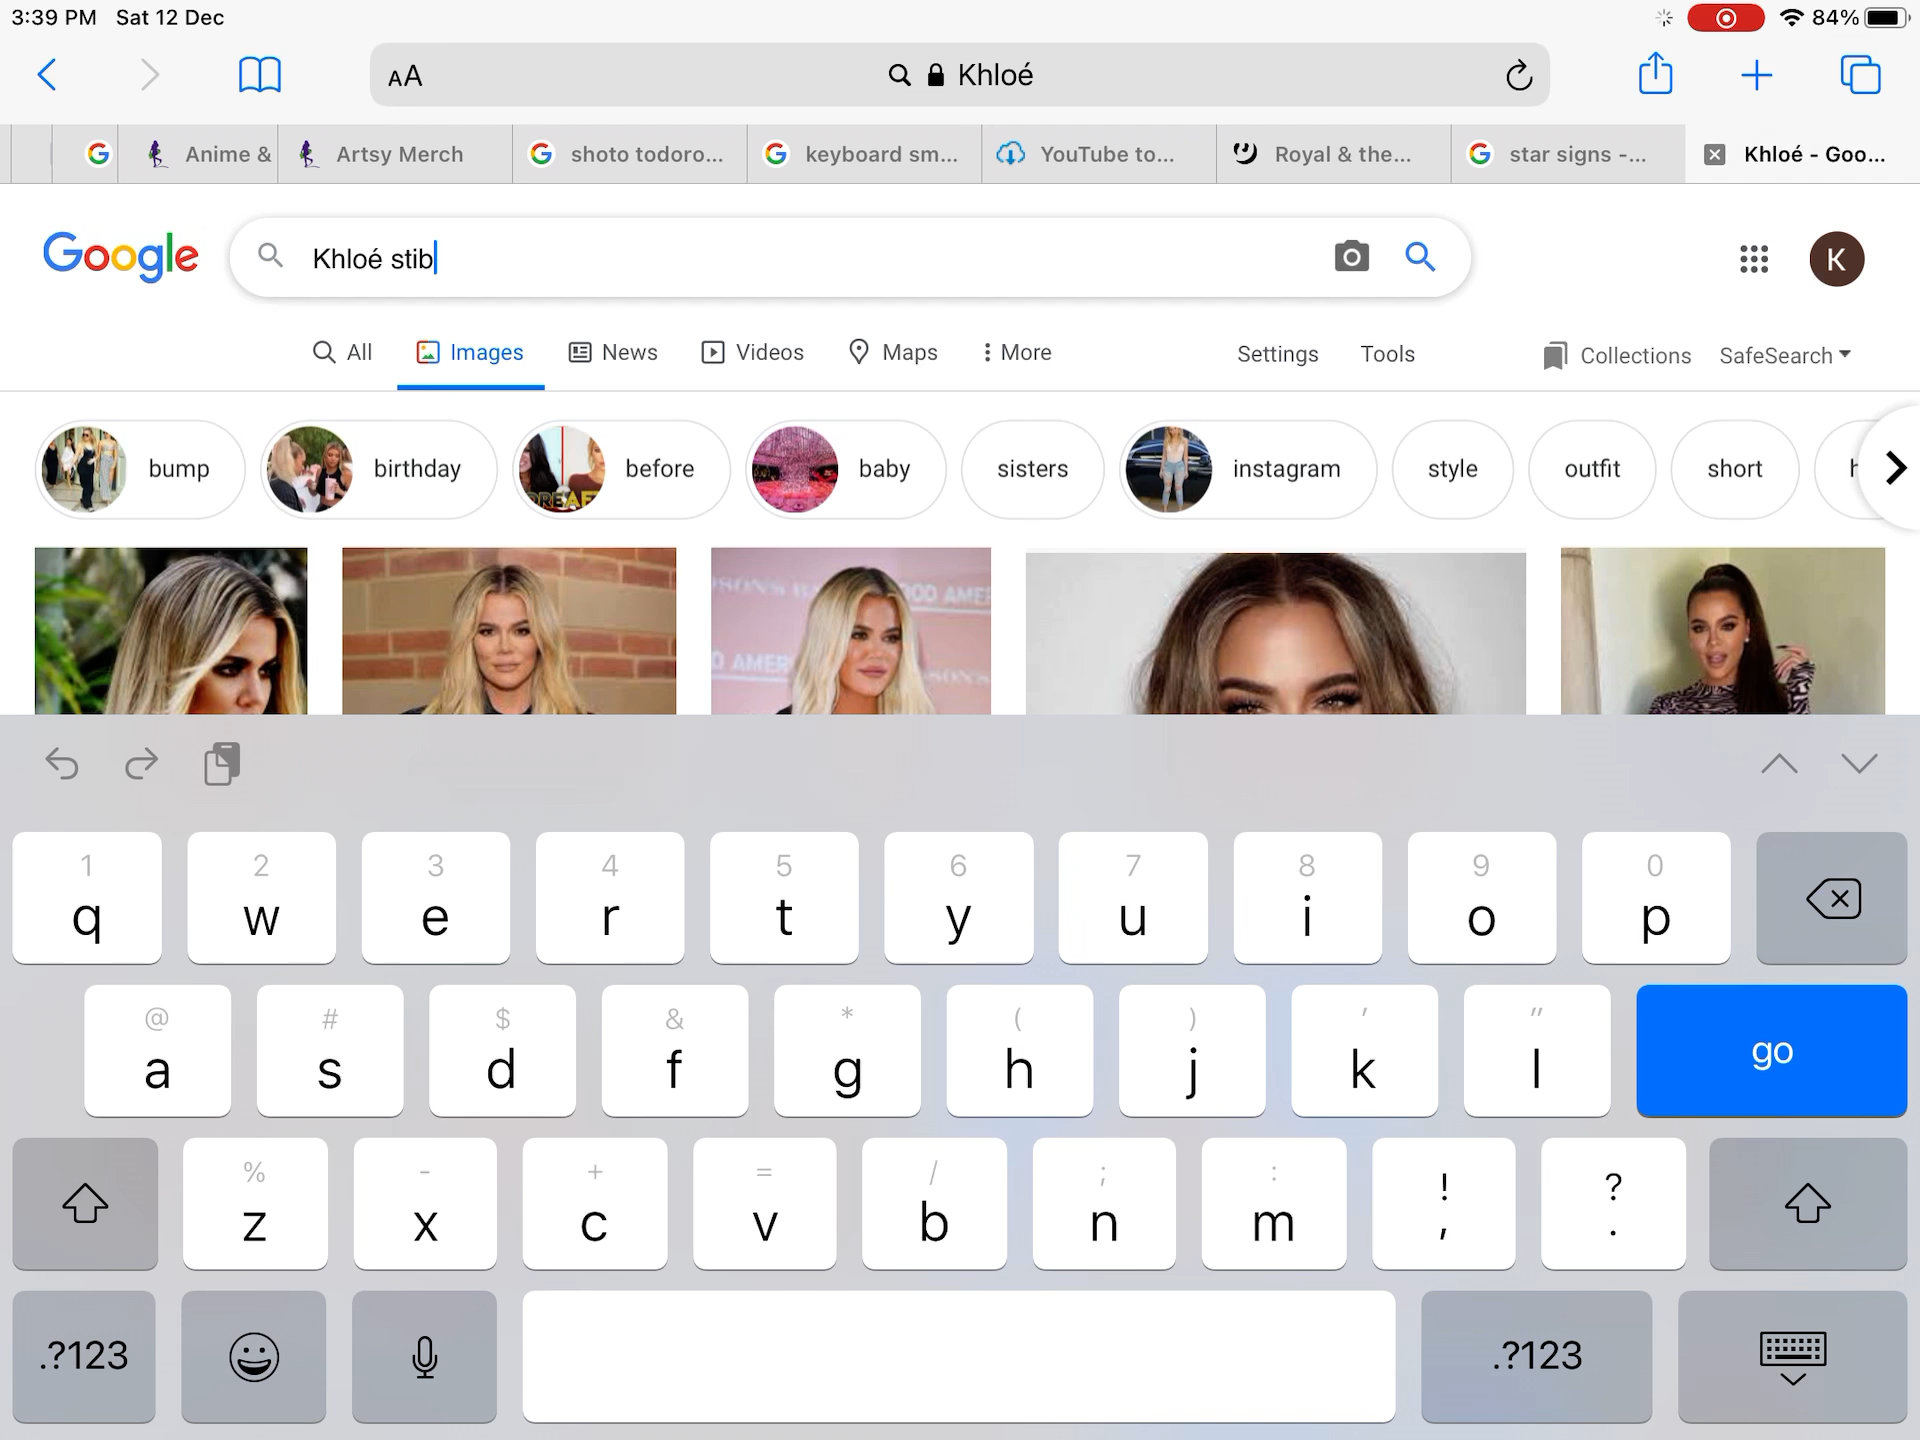 3:39 PM Sat 12 Dec 84%
AA Khloé
Anime & Artsy Merch shoto todoro... keyboard sm... YouTube to... Royal & the... star signs -... Khloé - Goo...
Google Khloé stib K
All Images News Videos Maps More Settings Tools Collections SafeSearch
bump birthday before baby sisters instagram style outfit short
1 2 3 4 5 6 7 8 9 0
q w e r t y u i o p
@ # $ & * ( ) ' "
a s d f g h j k l go
% - + = / ; : ! ?
z x c v b n m , .
.?123 .?123